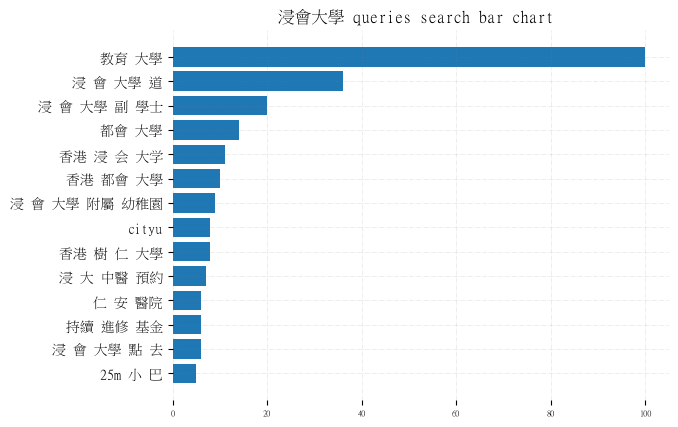 浸會大學 queries search bar chart
教育 大學
浸 會 大學 道
浸 會 大學 副 學士
都會 大學
香港 浸 会 大学
香港 都會 大學
浸 會 大學 附屬 幼稚園
cityu
香港 樹 仁 大學
浸 大 中醫 預約
仁 安 醫院
持續 進修 基金
浸 會 大學 點 去
25m 小 巴
0 20 40 60 80 100